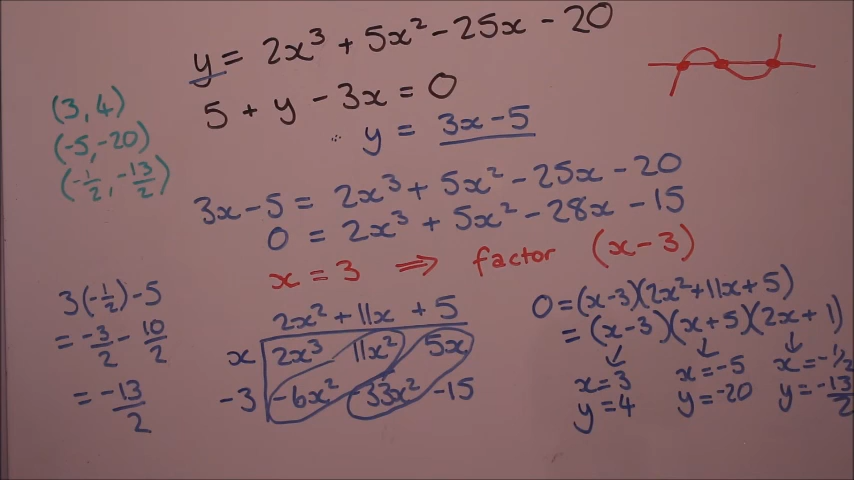 y = 2x³ + 5x² - 25x - 20
5 + y - 3x = 0
∴ y = 3x - 5
(3, 4)
(-5, -20)
(-1/2, -13/2)
3x - 5 = 2x³ + 5x² - 25x - 20
0 = 2x³ + 5x² - 28x - 15
x = 3 ⇒ factor (x - 3)
3(-1/2) - 5
= -3/2 - 10/2
= -13/2
2x² + 11x + 5
x 2x³ 11x² 5x
-3 -6x² -33x² -15
0 = (x-3)(2x² + 11x + 5)
= (x-3)(x+5)(2x+1)
↓ ↓ ↓
x = 3 x = -5 x = -1/2
y = 4 y = -20 y = -13/2